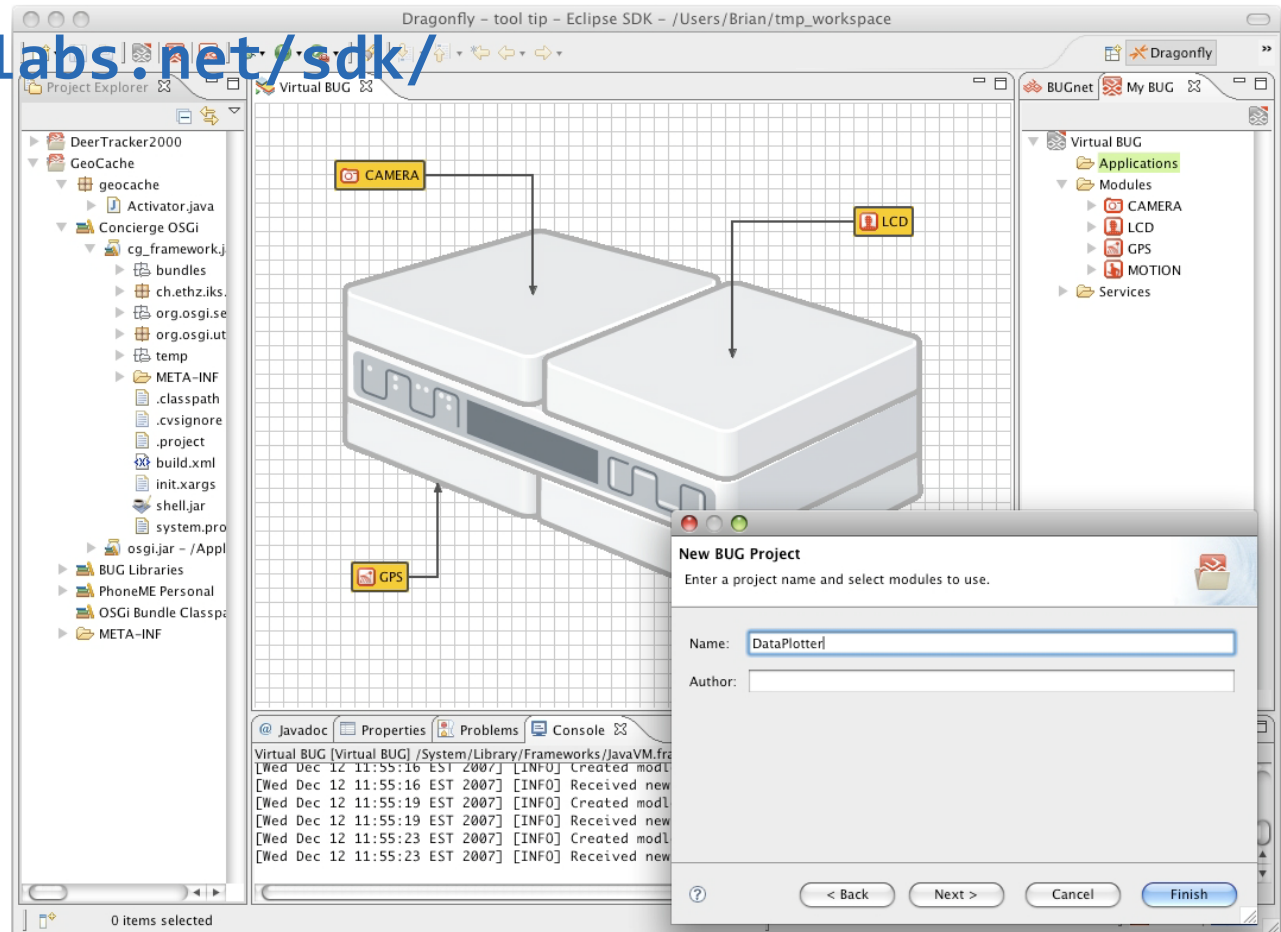 Dragonfly – tool tip – Eclipse SDK – /Users/Brian/tmp_workspace
labs.net/sdk/
Dragonfly
»
Project Explorer
Virtual BUG
BUGnet
My BUG
DeerTracker2000
GeoCache
geocache
Activator.java
Concierge OSGi
cg_framework.j
bundles
ch.ethz.iks.
org.osgi.se
org.osgi.ut
temp
META-INF
.classpath
.cvsignore
.project
build.xml
init.xargs
shell.jar
system.pro
osgi.jar – /Appl
BUG Libraries
PhoneME Personal
OSGi Bundle Classpa
META-INF
CAMERA
LCD
GPS
Virtual BUG
Applications
Modules
CAMERA
LCD
GPS
MOTION
Services
@ Javadoc
Properties
Problems
Console
Virtual BUG [Virtual BUG] /System/Library/Frameworks/JavaVM.fra
[Wed Dec 12 11:55:16 EST 2007] [INFO] Created modl
[Wed Dec 12 11:55:16 EST 2007] [INFO] Received new
[Wed Dec 12 11:55:19 EST 2007] [INFO] Created modl
[Wed Dec 12 11:55:19 EST 2007] [INFO] Received new
[Wed Dec 12 11:55:23 EST 2007] [INFO] Created modl
[Wed Dec 12 11:55:23 EST 2007] [INFO] Received new
New BUG Project
Enter a project name and select modules to use.
Name: DataPlotter
Author:
?
< Back
Next >
Cancel
Finish
0 items selected